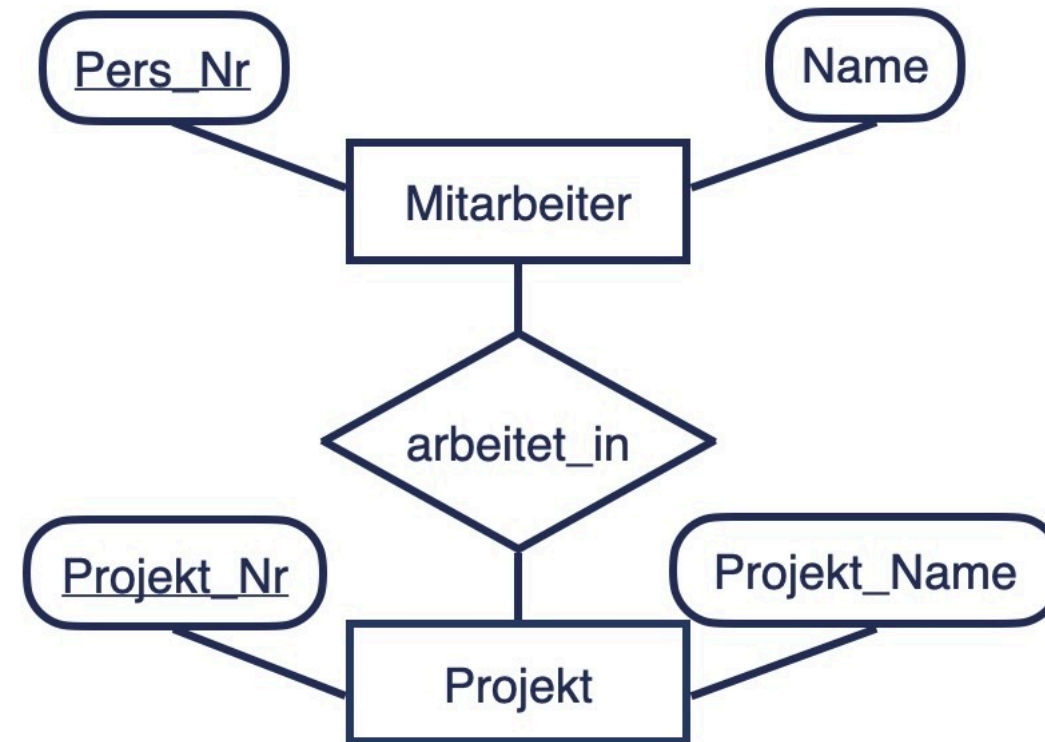 Pers_Nr
Name
Mitarbeiter
arbeitet_in
Projekt_Nr
Projekt_Name
Projekt